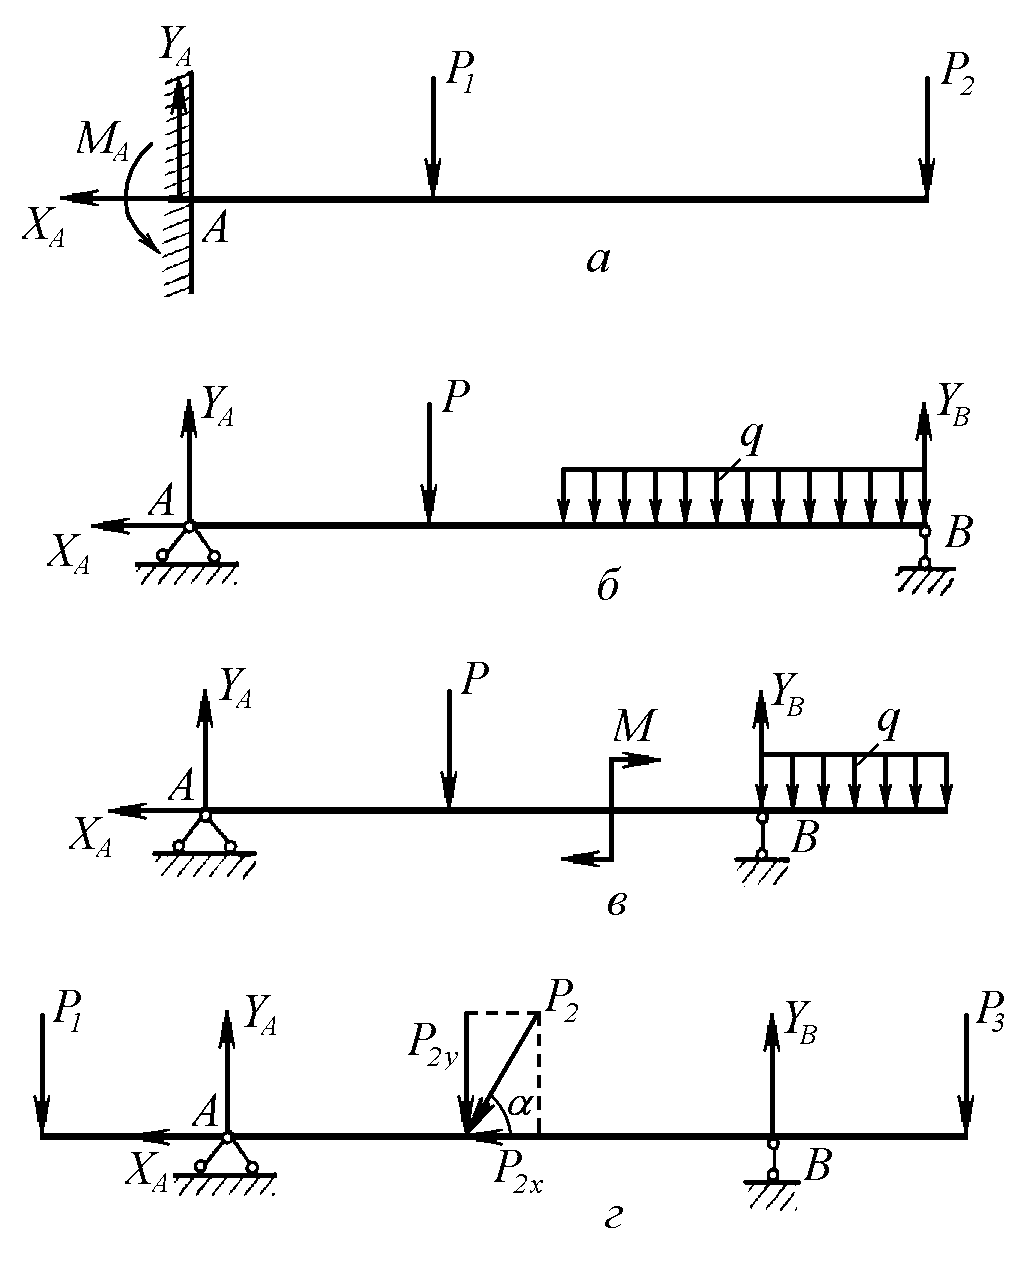 Y_A
P_1
P_2
M_A
X_A
A
а
Y_A
P
Y_B
q
A
X_A
B
б
Y_A
P
Y_B
M
q
A
X_A
B
в
P_1
Y_A
P_2
Y_B
P_3
P_2y
A
α
X_A
P_2x
B
г